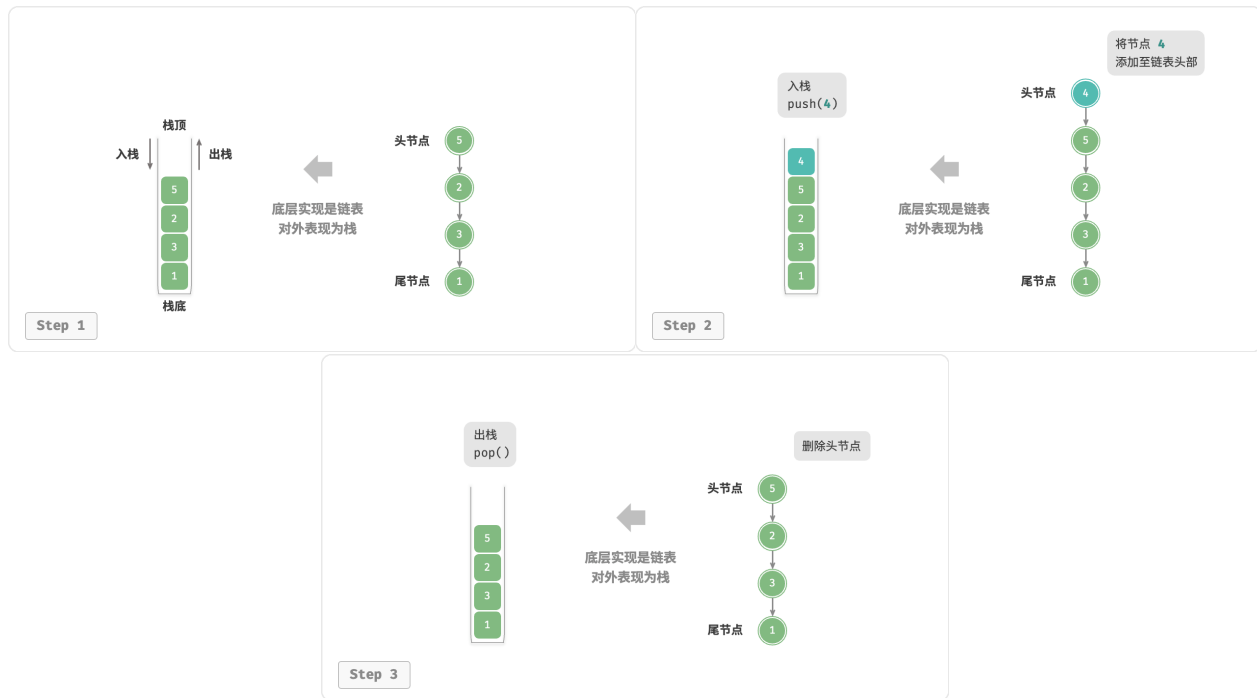 栈顶
入栈
出栈
5
2
3
1
栈底
底层实现是链表
对外表现为栈
头节点
5
2
3
尾节点
1
Step 1
入栈
push(4)
4
5
2
3
1
底层实现是链表
对外表现为栈
将节点 4
添加至链表头部
头节点
4
5
2
3
尾节点
1
Step 2
出栈
pop()
5
2
3
1
底层实现是链表
对外表现为栈
删除头节点
头节点
5
2
3
尾节点
1
Step 3